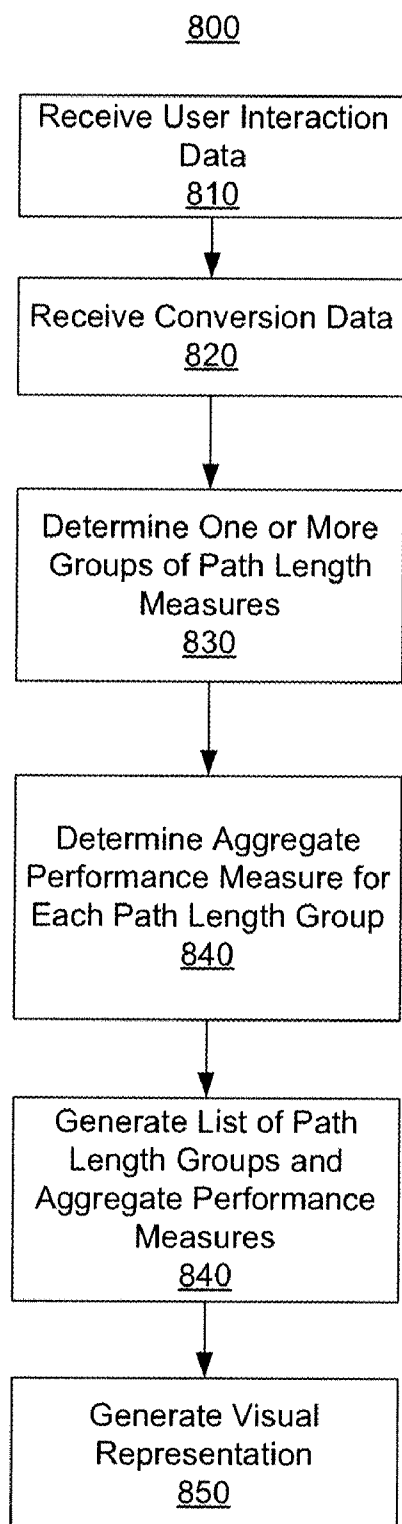 800
Receive User Interaction
Data
810
Receive Conversion Data
820
Determine One or More
Groups of Path Length
Measures
830
Determine Aggregate
Performance Measure for
Each Path Length Group
840
Generate List of Path
Length Groups and
Aggregate Performance
Measures
840
Generate Visual
Representation
850